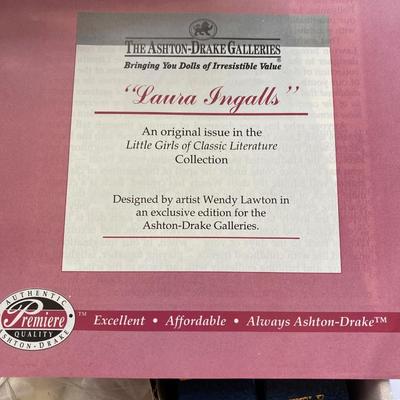 THE ASHTON-DRAKE GALLERIES®
Bringing You Dolls of Irresistible Value
"Laura Ingalls"
An original issue in the
Little Girls of Classic Literature
Collection
Designed by artist Wendy Lawton in
an exclusive edition for the
Ashton-Drake Galleries.
AUTHENTIC
Premiere
QUALITY
ASHTON-DRAKE
™
Excellent • Affordable • Always Ashton-Drake™